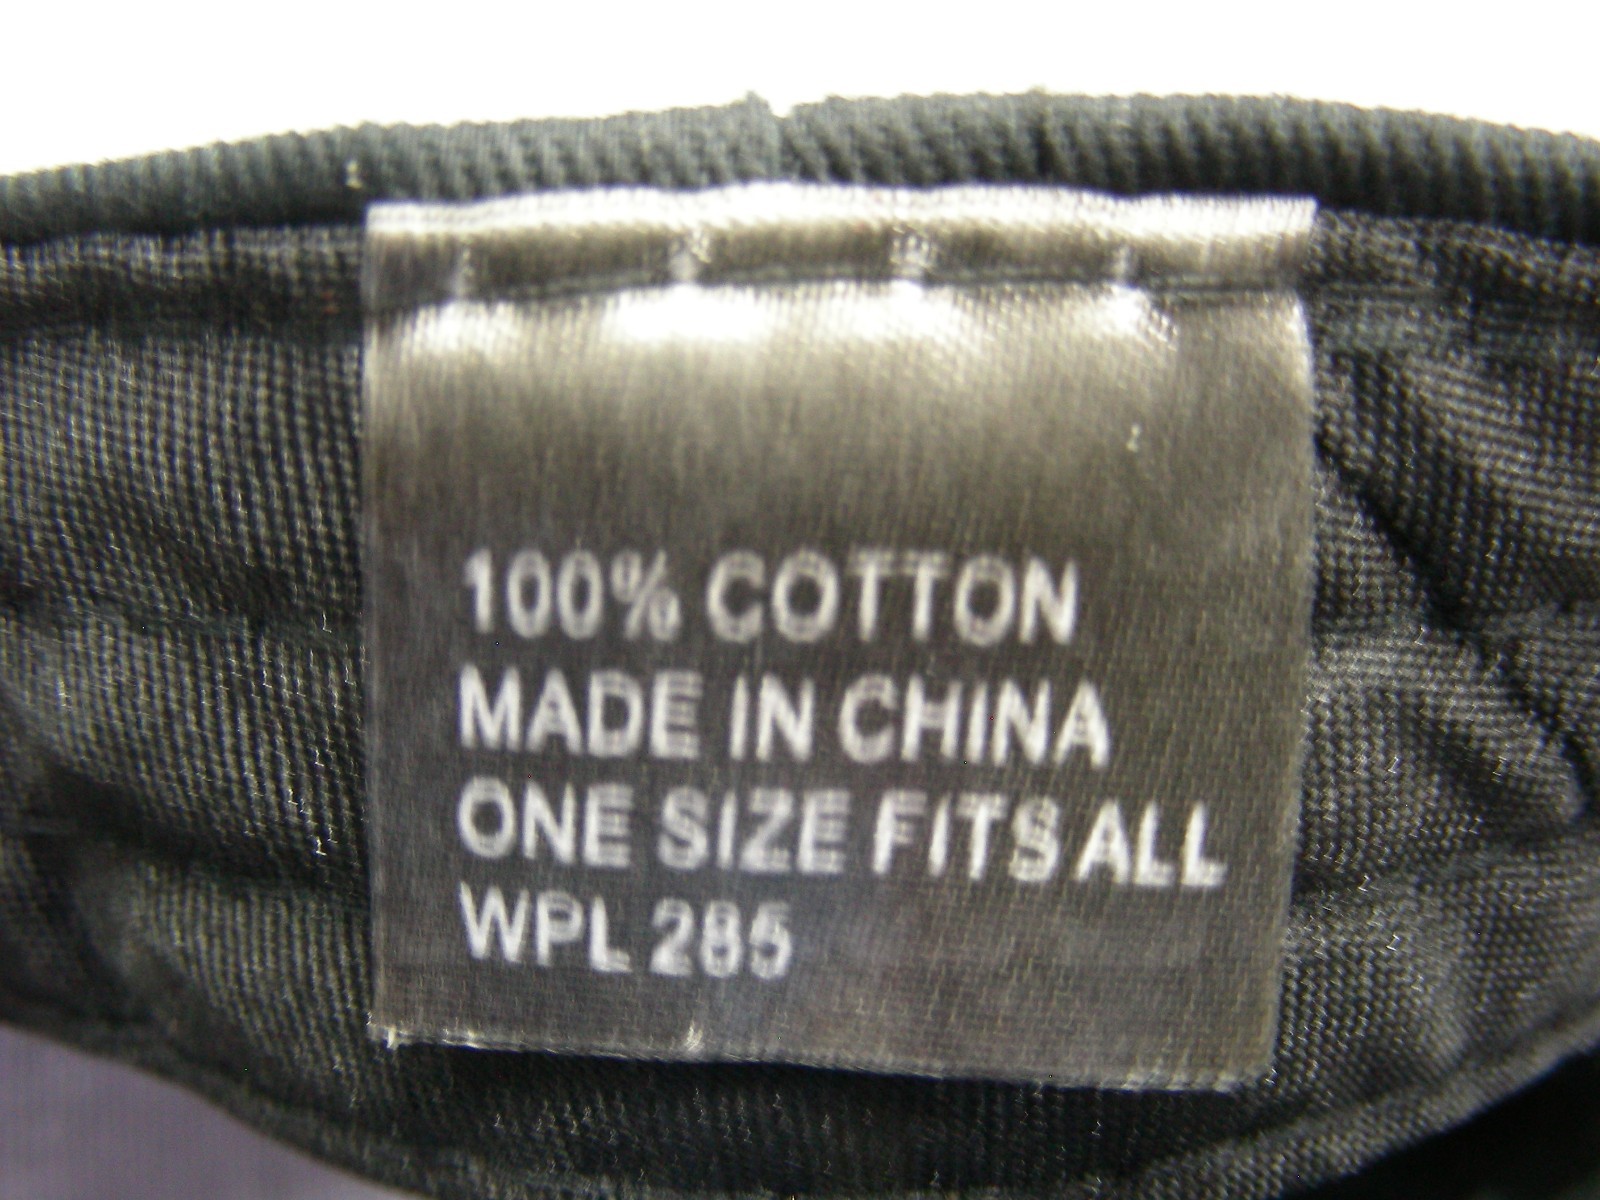 100% COTTON
MADE IN CHINA
ONE SIZE FITS ALL
WPL 285